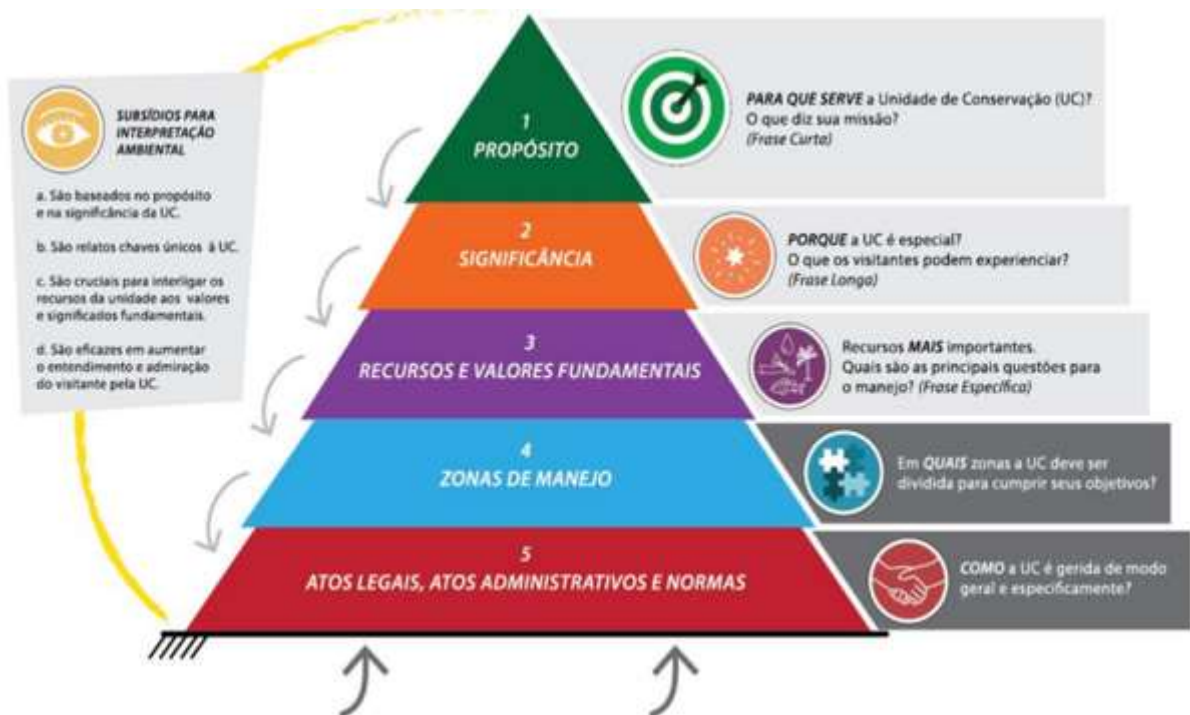 SUBSÍDIOS PARA
INTERPRETAÇÃO
AMBIENTAL
a. São baseados no propósito
e na significância da UC.
b. São relatos chaves únicos à UC.
c. São cruciais para interligar os
recursos da unidade aos valores
e significados fundamentais.
d. São eficazes em aumentar
o entendimento e admiração
do visitante pela UC.
1
PROPÓSITO
PARA QUE SERVE a Unidade de Conservação (UC)?
O que diz sua missão?
(Frase Curta)
2
SIGNIFICÂNCIA
PORQUE a UC é especial?
O que os visitantes podem experienciar?
(Frase Longa)
3
RECURSOS E VALORES FUNDAMENTAIS
Recursos MAIS importantes.
Quais são as principais questões para
o manejo? (Frase Específica)
4
ZONAS DE MANEJO
Em QUAIS zonas a UC deve ser
dividida para cumprir seus objetivos?
5
ATOS LEGAIS, ATOS ADMINISTRATIVOS E NORMAS
COMO a UC é gerida de modo
geral e especificamente?